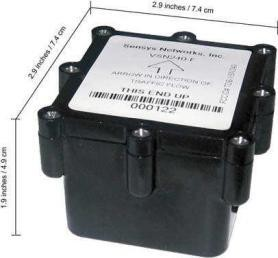 2.9 inches / 7.4 cm
2.9 inches / 7.4 cm
1.9 inches / 4.9 cm
Sensys Networks, Inc.
VSN240-F
ARROW IN DIRECTION OF
TRAFFIC FLOW
THIS END UP
000122